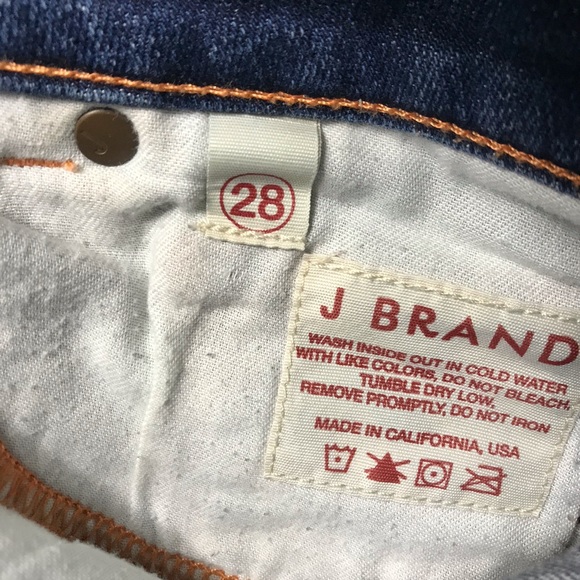 28
J BRAND
WASH INSIDE OUT IN COLD WATER
WITH LIKE COLORS, DO NOT BLEACH.
TUMBLE DRY LOW.
REMOVE PROMPTLY, DO NOT IRON
MADE IN CALIFORNIA, USA